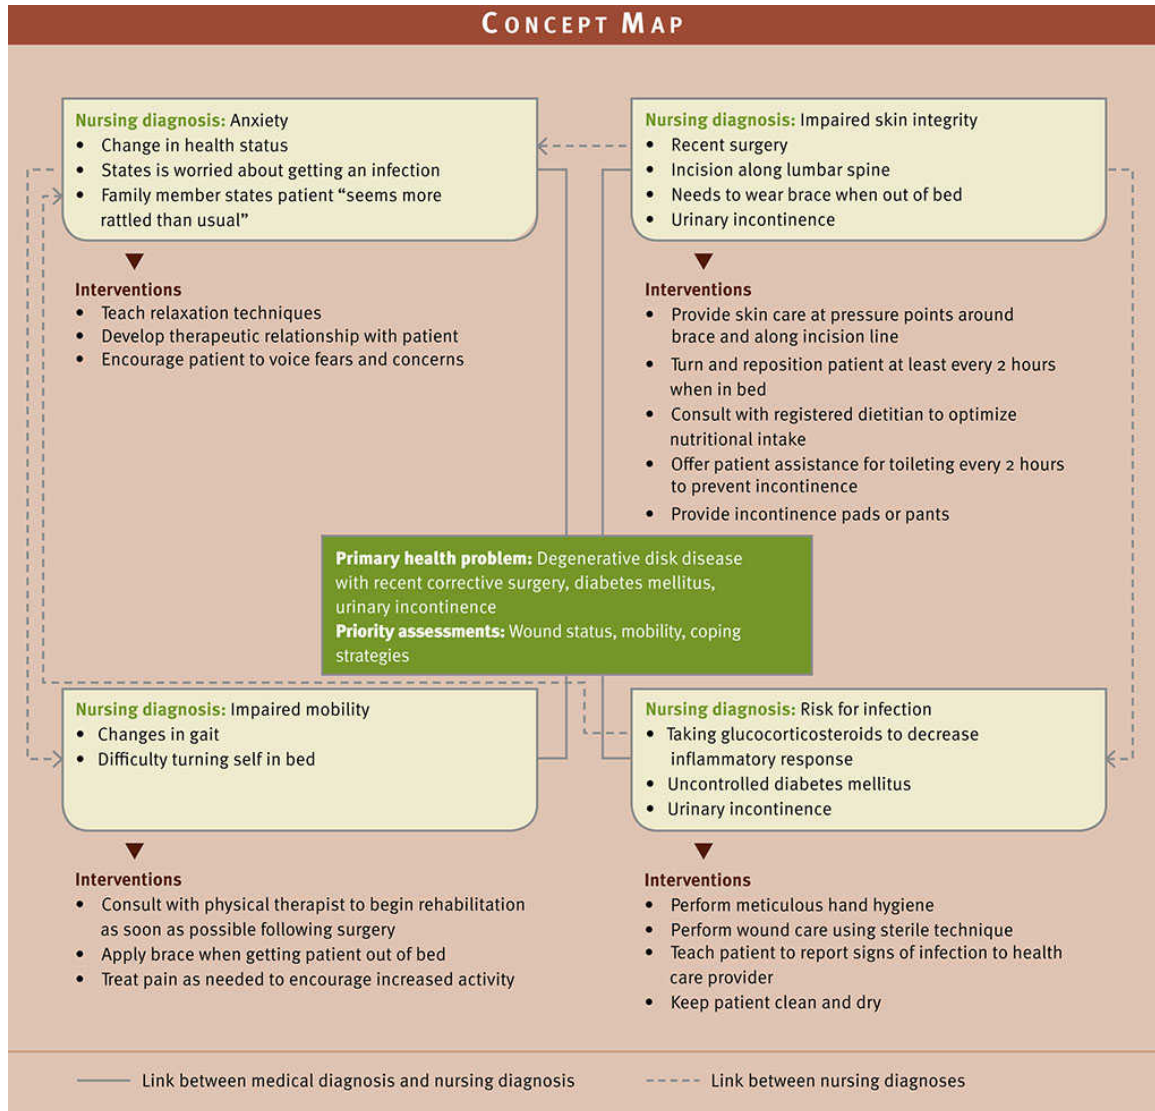 CONCEPT MAP
Nursing diagnosis: Anxiety
• Change in health status
• States is worried about getting an infection
• Family member states patient “seems more
rattled than usual”
Interventions
• Teach relaxation techniques
• Develop therapeutic relationship with patient
• Encourage patient to voice fears and concerns
Nursing diagnosis: Impaired skin integrity
• Recent surgery
• Incision along lumbar spine
• Needs to wear brace when out of bed
• Urinary incontinence
Interventions
• Provide skin care at pressure points around
brace and along incision line
• Turn and reposition patient at least every 2 hours
when in bed
• Consult with registered dietitian to optimize
nutritional intake
• Offer patient assistance for toileting every 2 hours
to prevent incontinence
• Provide incontinence pads or pants
Primary health problem: Degenerative disk disease
with recent corrective surgery, diabetes mellitus,
urinary incontinence
Priority assessments: Wound status, mobility, coping
strategies
Nursing diagnosis: Impaired mobility
• Changes in gait
• Difficulty turning self in bed
Interventions
• Consult with physical therapist to begin rehabilitation
as soon as possible following surgery
• Apply brace when getting patient out of bed
• Treat pain as needed to encourage increased activity
Nursing diagnosis: Risk for infection
• Taking glucocorticosteroids to decrease
inflammatory response
• Uncontrolled diabetes mellitus
• Urinary incontinence
Interventions
• Perform meticulous hand hygiene
• Perform wound care using sterile technique
• Teach patient to report signs of infection to health
care provider
• Keep patient clean and dry
Link between medical diagnosis and nursing diagnosis
Link between nursing diagnoses